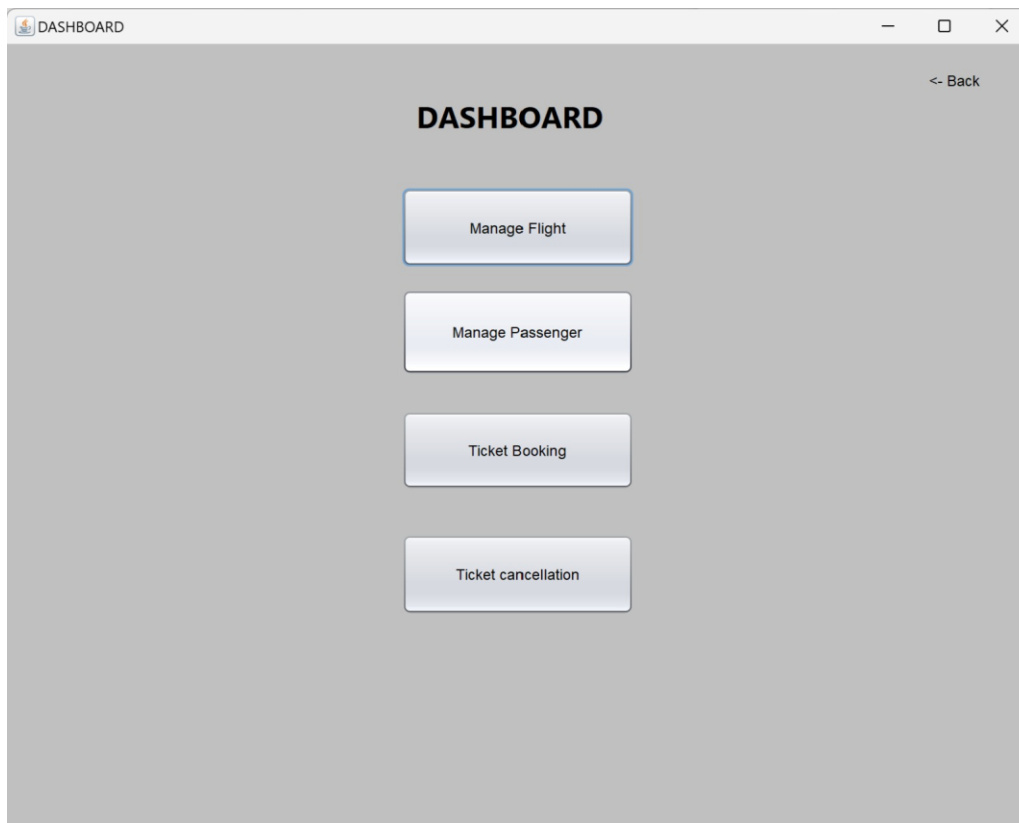 DASHBOARD
<- Back
DASHBOARD
Manage Flight
Manage Passenger
Ticket Booking
Ticket cancellation